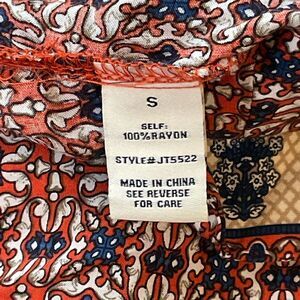 S
SELF:
100%RAYON
STYLE#JT5522
MADE IN CHINA
SEE REVERSE
FOR CARE